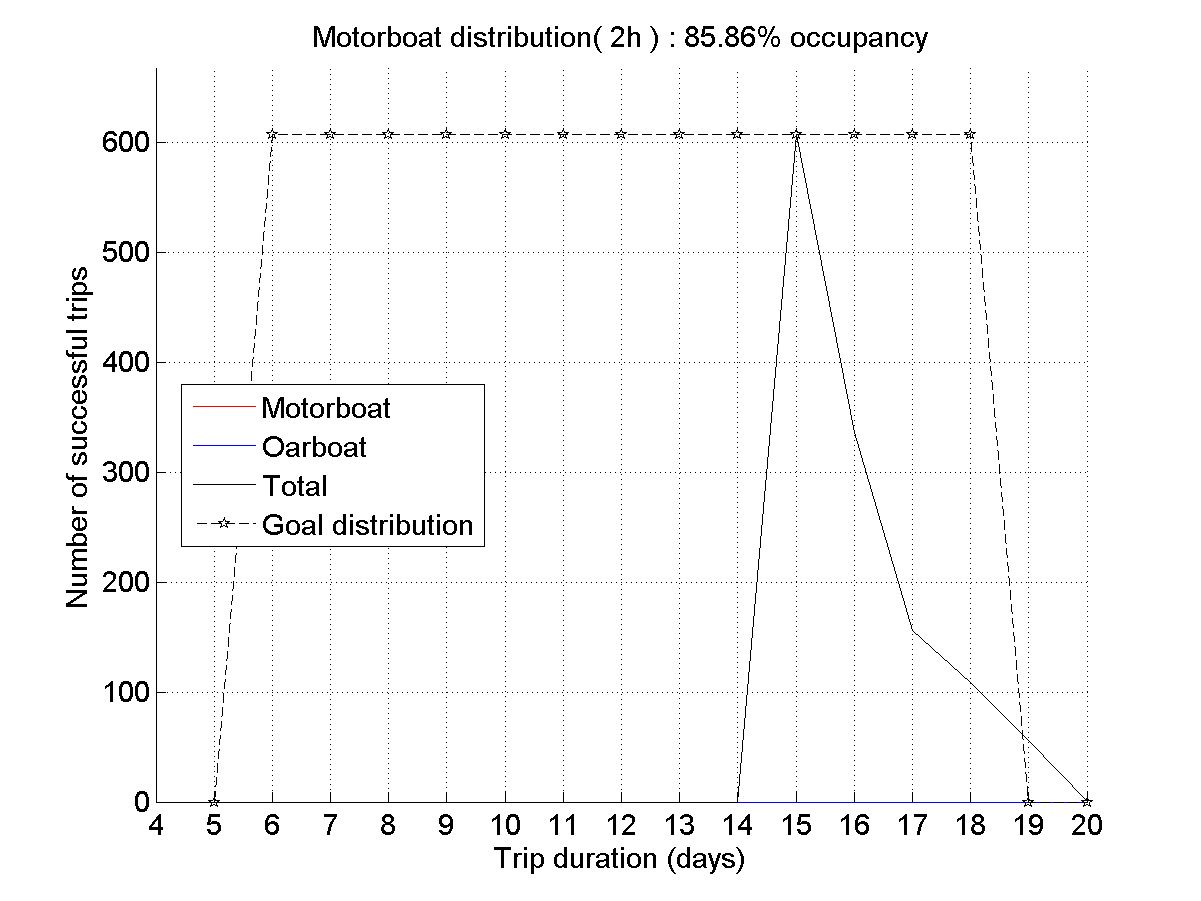 Motorboat distribution( 2h ) : 85.86% occupancy
Number of successful trips
600
500
400
300
200
100
0
Motorboat
Oarboat
Total
Goal distribution
4 5 6 7 8 9 10 11 12 13 14 15 16 17 18 19 20
Trip duration (days)